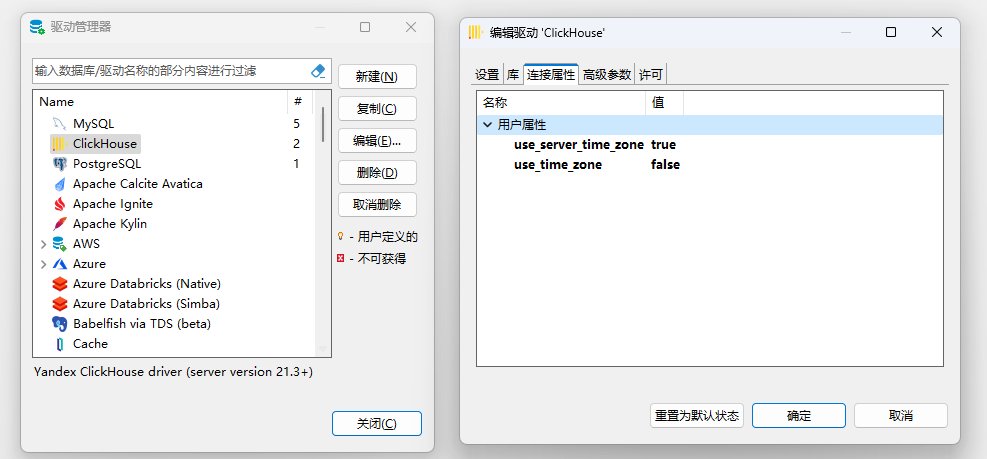 驱动管理器
输入数据库/驱动名称的部分内容进行过滤
Name #
MySQL 5
ClickHouse 2
PostgreSQL 1
Apache Calcite Avatica
Apache Ignite
Apache Kylin
AWS
Azure
Azure Databricks (Native)
Azure Databricks (Simba)
Babelfish via TDS (beta)
Cache
新建(N)
复制(C)
编辑(E)...
删除(D)
取消删除
- 用户定义的
- 不可获得
Yandex ClickHouse driver (server version 21.3+)
关闭(C)
编辑驱动 'ClickHouse'
设置 库 连接属性 高级参数 许可
名称 值
用户属性
use_server_time_zone true
use_time_zone false
重置为默认状态 确定 取消